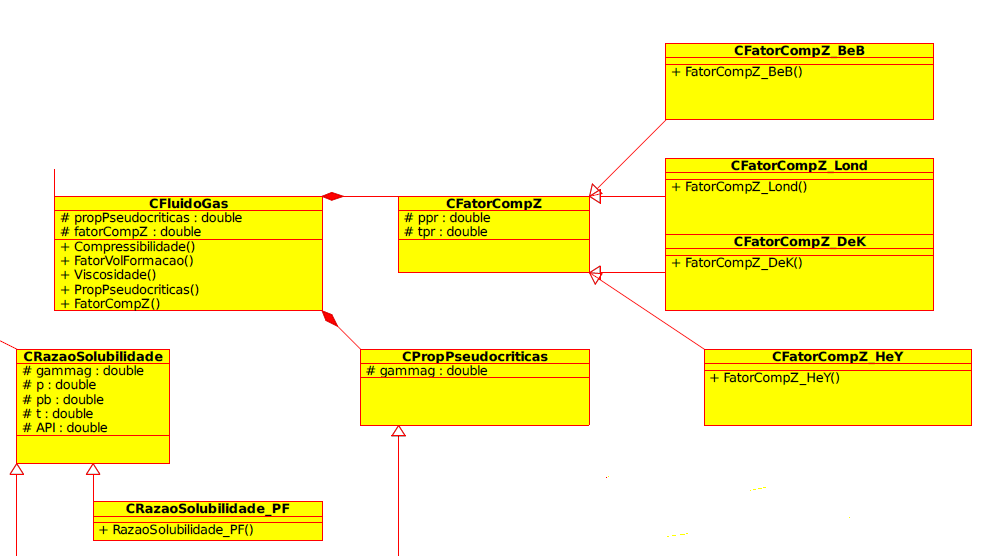 CFatorCompZ_BeB
+ FatorCompZ_BeB()
CFatorCompZ_Lond
+ FatorCompZ_Lond()
CFatorCompZ_DeK
+ FatorCompZ_DeK()
CFluidoGas
# propPseudocriticas : double
# fatorCompZ : double
+ Compressibilidade()
+ FatorVolFormacao()
+ Viscosidade()
+ PropPseudocriticas()
+ FatorCompZ()
CFatorCompZ
# ppr : double
# tpr : double
CRazaoSolubilidade
# gammag : double
# p : double
# pb : double
# t : double
# API : double
CPropPseudocriticas
# gammag : double
CFatorCompZ_HeY
+ FatorCompZ_HeY()
CRazaoSolubilidade_PF
+ RazaoSolubilidade_PF()